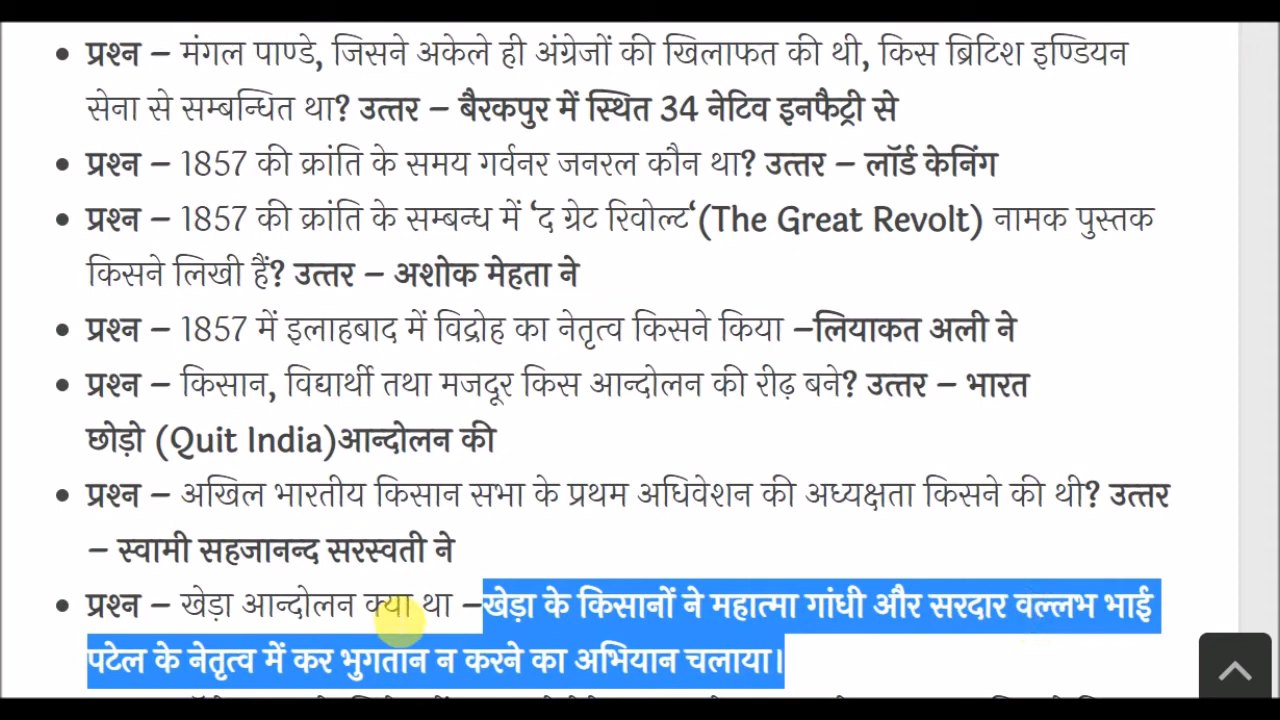 • प्रश्न – मंगल पाण्डे, जिसने अकेले ही अंग्रेजों की खिलाफत की थी, किस ब्रिटिश इण्डियन
सेना से सम्बन्धित था? उत्तर – बैरकपुर में स्थित 34 नेटिव इनफैट्री से
• प्रश्न – 1857 की क्रांति के समय गर्वनर जनरल कौन था? उत्तर – लॉर्ड केनिंग
• प्रश्न – 1857 की क्रांति के सम्बन्ध में ‘द ग्रेट रिवोल्ट‘(The Great Revolt) नामक पुस्तक
किसने लिखी हैं? उत्तर – अशोक मेहता ने
• प्रश्न – 1857 में इलाहबाद में विद्रोह का नेतृत्व किसने किया –लियाकत अली ने
• प्रश्न – किसान, विद्यार्थी तथा मजदूर किस आन्दोलन की रीढ़ बने? उत्तर – भारत
छोड़ो (Quit India)आन्दोलन की
• प्रश्न – अखिल भारतीय किसान सभा के प्रथम अधिवेशन की अध्यक्षता किसने की थी? उत्तर
– स्वामी सहजानन्द सरस्वती ने
• प्रश्न – खेड़ा आन्दोलन क्या था –खेड़ा के किसानों ने महात्मा गांधी और सरदार वल्लभ भाई
पटेल के नेतृत्व में कर भुगतान न करने का अभियान चलाया।